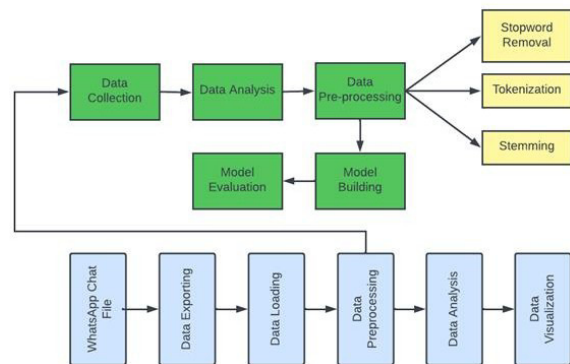 Stopword
Removal
Data
Collection
Data Analysis
Data
Pre-processing
Tokenization
Stemming
Model
Evaluation
Model
Building
WhatsApp Chat
File
Data Exporting
Data Loading
Data
Preprocessing
Data Analysis
Data
Visualization